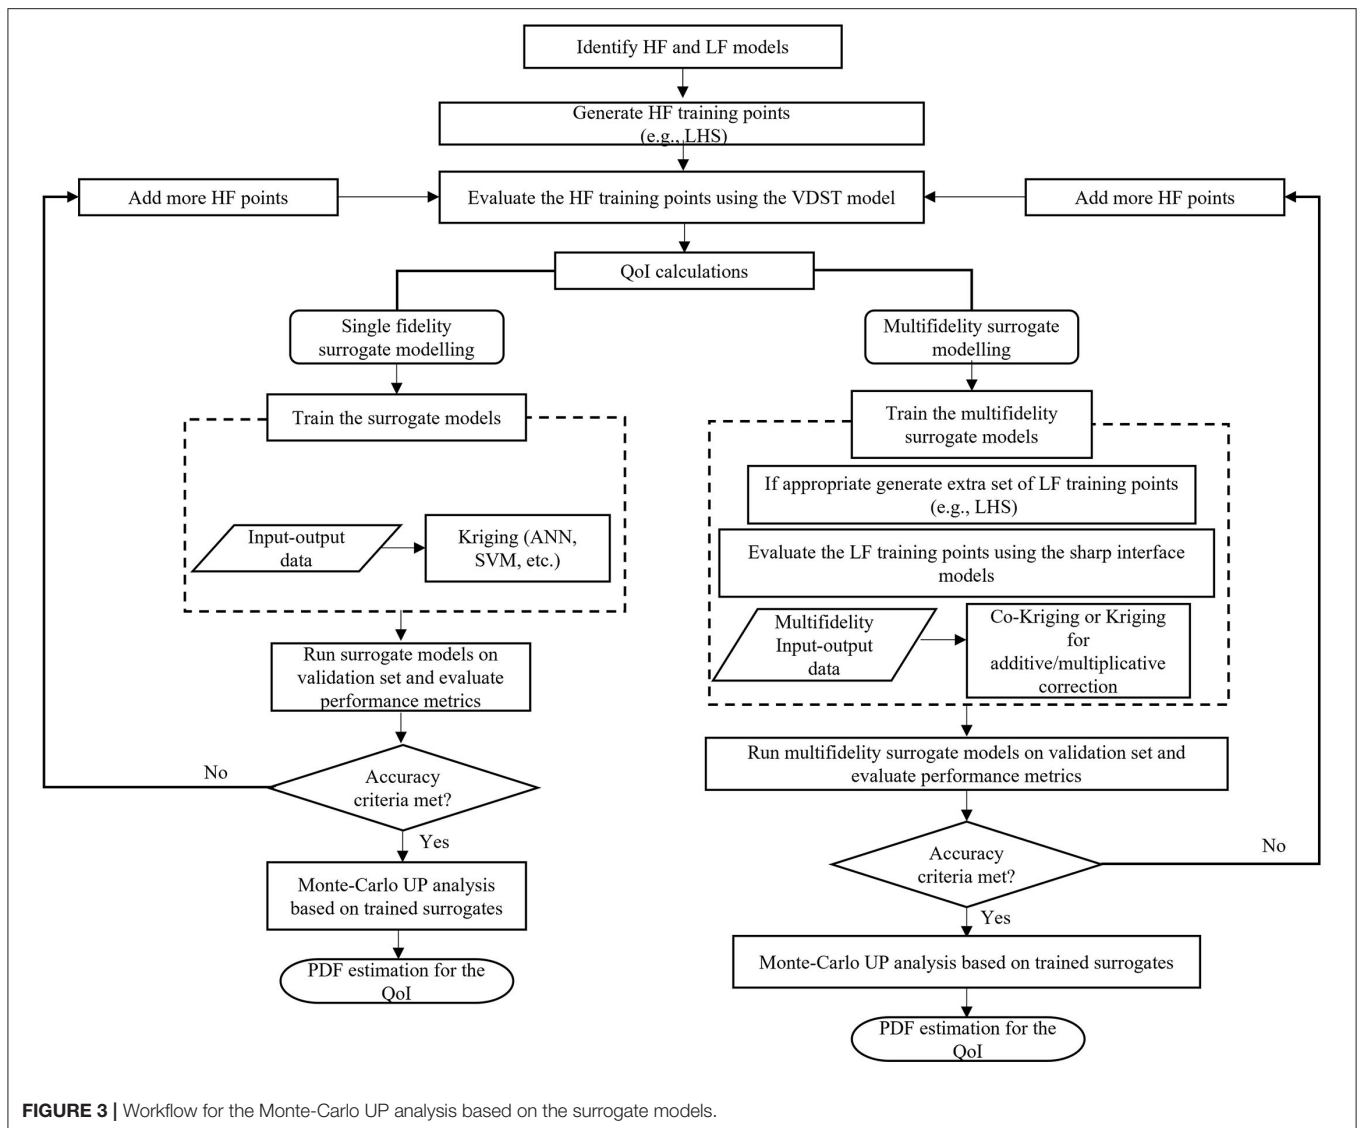 Identify HF and LF models
Generate HF training points
(e.g., LHS)
Add more HF points
Evaluate the HF training points using the VDST model
Add more HF points
QoI calculations
Single fidelity
surrogate modelling
Multifidelity surrogate
modelling
Train the surrogate models
Train the multifidelity
surrogate models
If appropriate generate extra set of LF training points
(e.g., LHS)
Input-output
data
Kriging (ANN,
SVM, etc.)
Evaluate the LF training points using the sharp interface
models
Multifidelity
Input-output
data
Co-Kriging or Kriging
for
additive/multiplicative
correction
Run surrogate models on
validation set and evaluate
performance metrics
Run multifidelity surrogate models on validation set and
evaluate performance metrics
No
Accuracy
criteria met?
Yes
Accuracy
criteria met?
No
Yes
Monte-Carlo UP analysis
based on trained surrogates
Monte-Carlo UP analysis based on trained surrogates
PDF estimation for the
QoI
PDF estimation for the
QoI
FIGURE 3 | Workflow for the Monte-Carlo UP analysis based on the surrogate models.